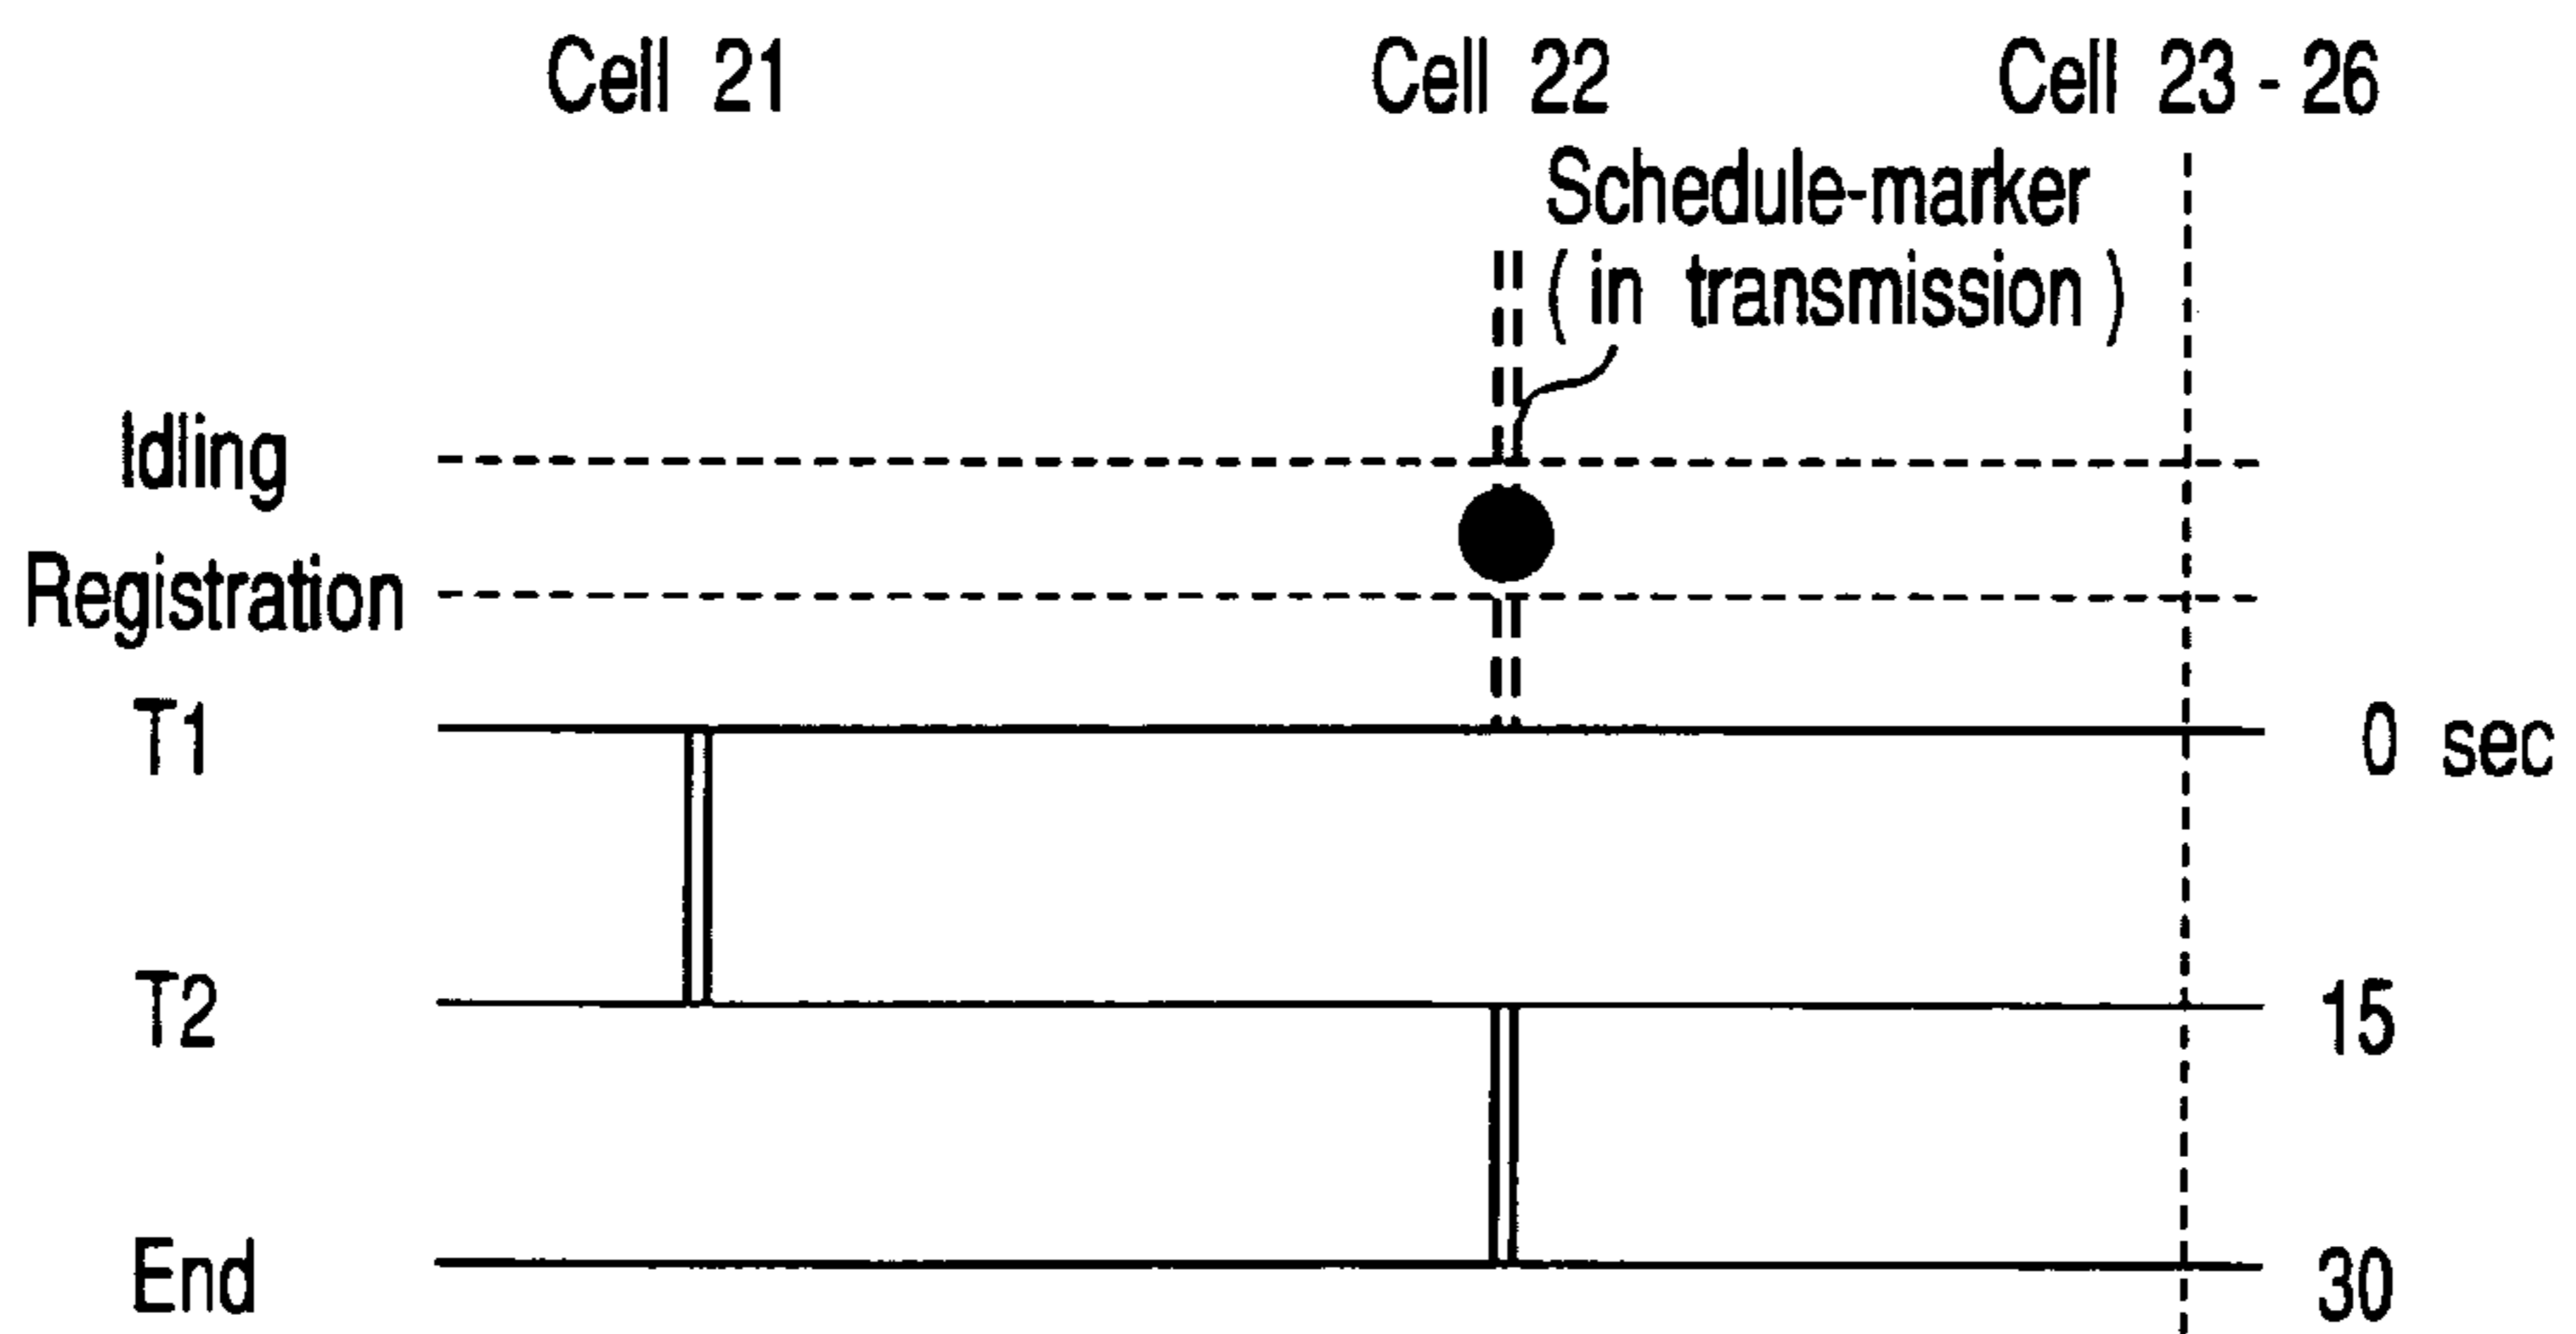 Cell 21 Cell 22 Cell 23 - 26
Schedule-marker
( in transmission )
Idling
Registration
T1 0 sec
T2 15
End 30